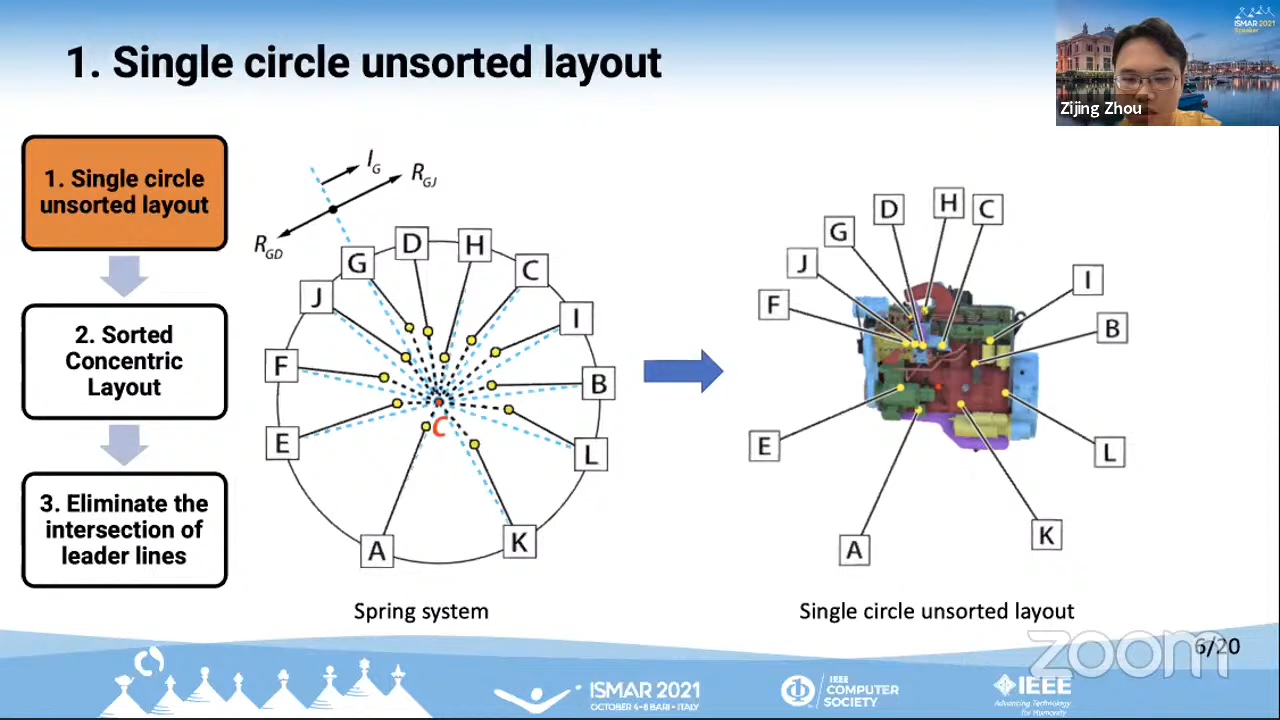 1. Single circle unsorted layout
ISMAR 2021
Speaker
Zijing Zhou
1. Single circle
unsorted layout
2. Sorted
Concentric
Layout
3. Eliminate the
intersection of
leader lines
I_G
R_GJ
R_GD
G
D
H
C
J
I
F
B
E
L
A
K
C
Spring system
D
H
C
G
J
I
F
B
E
L
A
K
Single circle unsorted layout
zoom
6/20
ISMAR 2021
OCTOBER 4-8 BARI - ITALY
IEEE
COMPUTER
SOCIETY
IEEE
Advancing Technology
for Humanity